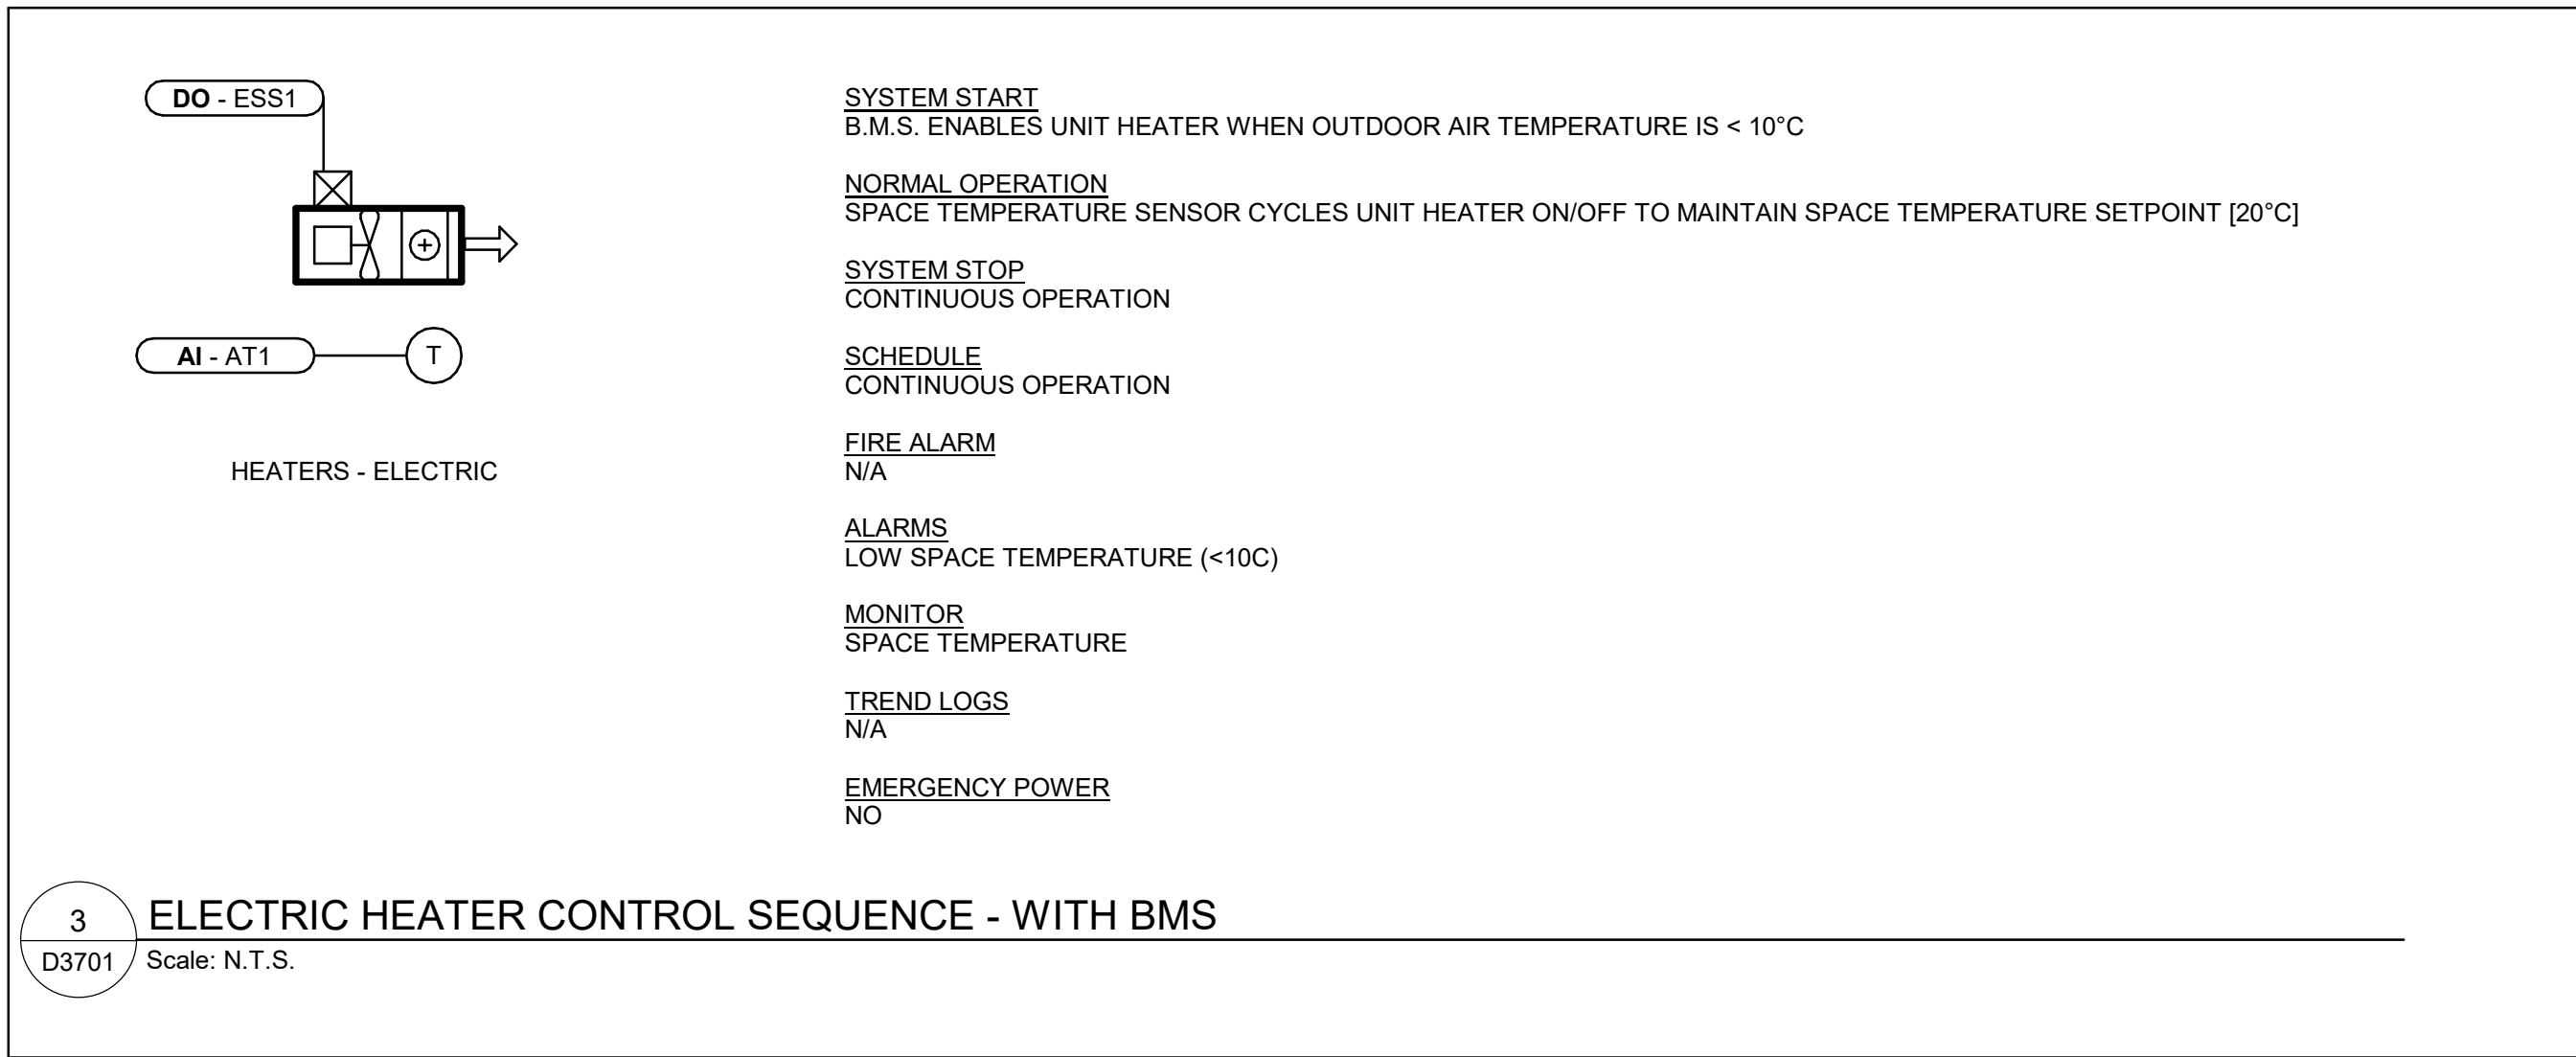 DO - ESS1
T
AI - AT1
HEATERS - ELECTRIC
SYSTEM START
B.M.S. ENABLES UNIT HEATER WHEN OUTDOOR AIR TEMPERATURE IS < 10°C
NORMAL OPERATION
SPACE TEMPERATURE SENSOR CYCLES UNIT HEATER ON/OFF TO MAINTAIN SPACE TEMPERATURE SETPOINT [20°C]
SYSTEM STOP
CONTINUOUS OPERATION
SCHEDULE
CONTINUOUS OPERATION
FIRE ALARM
N/A
ALARMS
LOW SPACE TEMPERATURE (<10C)
MONITOR
SPACE TEMPERATURE
TREND LOGS
N/A
EMERGENCY POWER
NO
3
D3701
ELECTRIC HEATER CONTROL SEQUENCE - WITH BMS
Scale: N.T.S.